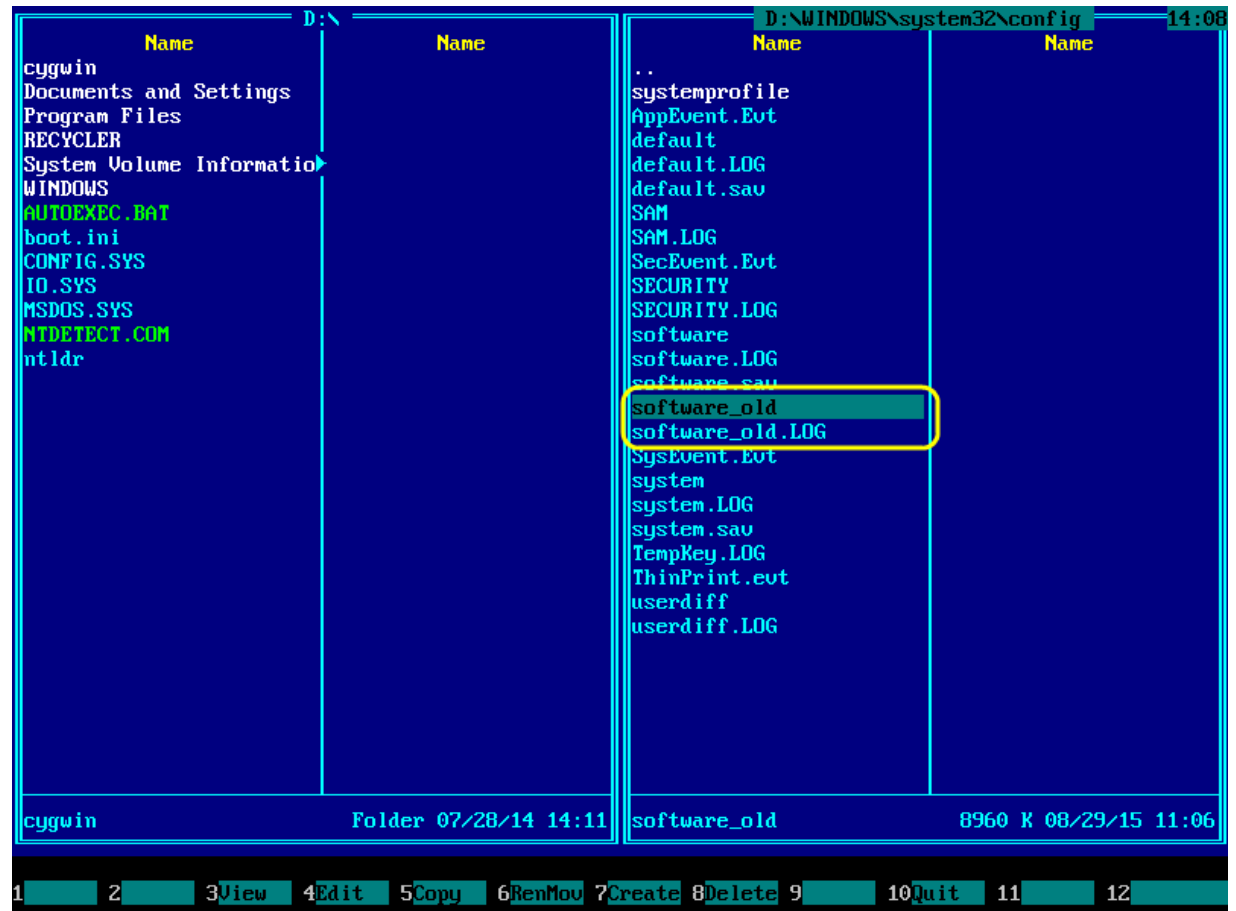 D:\
Name Name
cygwin
Documents and Settings
Program Files
RECYCLER
System Volume Informatio
WINDOWS
AUTOEXEC.BAT
boot.ini
CONFIG.SYS
IO.SYS
MSDOS.SYS
NTDETECT.COM
ntldr
cygwin Folder 07/28/14 14:11
D:\WINDOWS\system32\config 14:08
Name Name
..
systemprofile
AppEvent.Evt
default
default.LOG
default.sav
SAM
SAM.LOG
SecEvent.Evt
SECURITY
SECURITY.LOG
software
software.LOG
software.sav
software_old
software_old.LOG
SysEvent.Evt
system
system.LOG
system.sav
TempKey.LOG
ThinPrint.evt
userdiff
userdiff.LOG
software_old 8960 K 08/29/15 11:06
1 2 3View 4Edit 5Copy 6RenMov 7Create 8Delete 9 10Quit 11 12